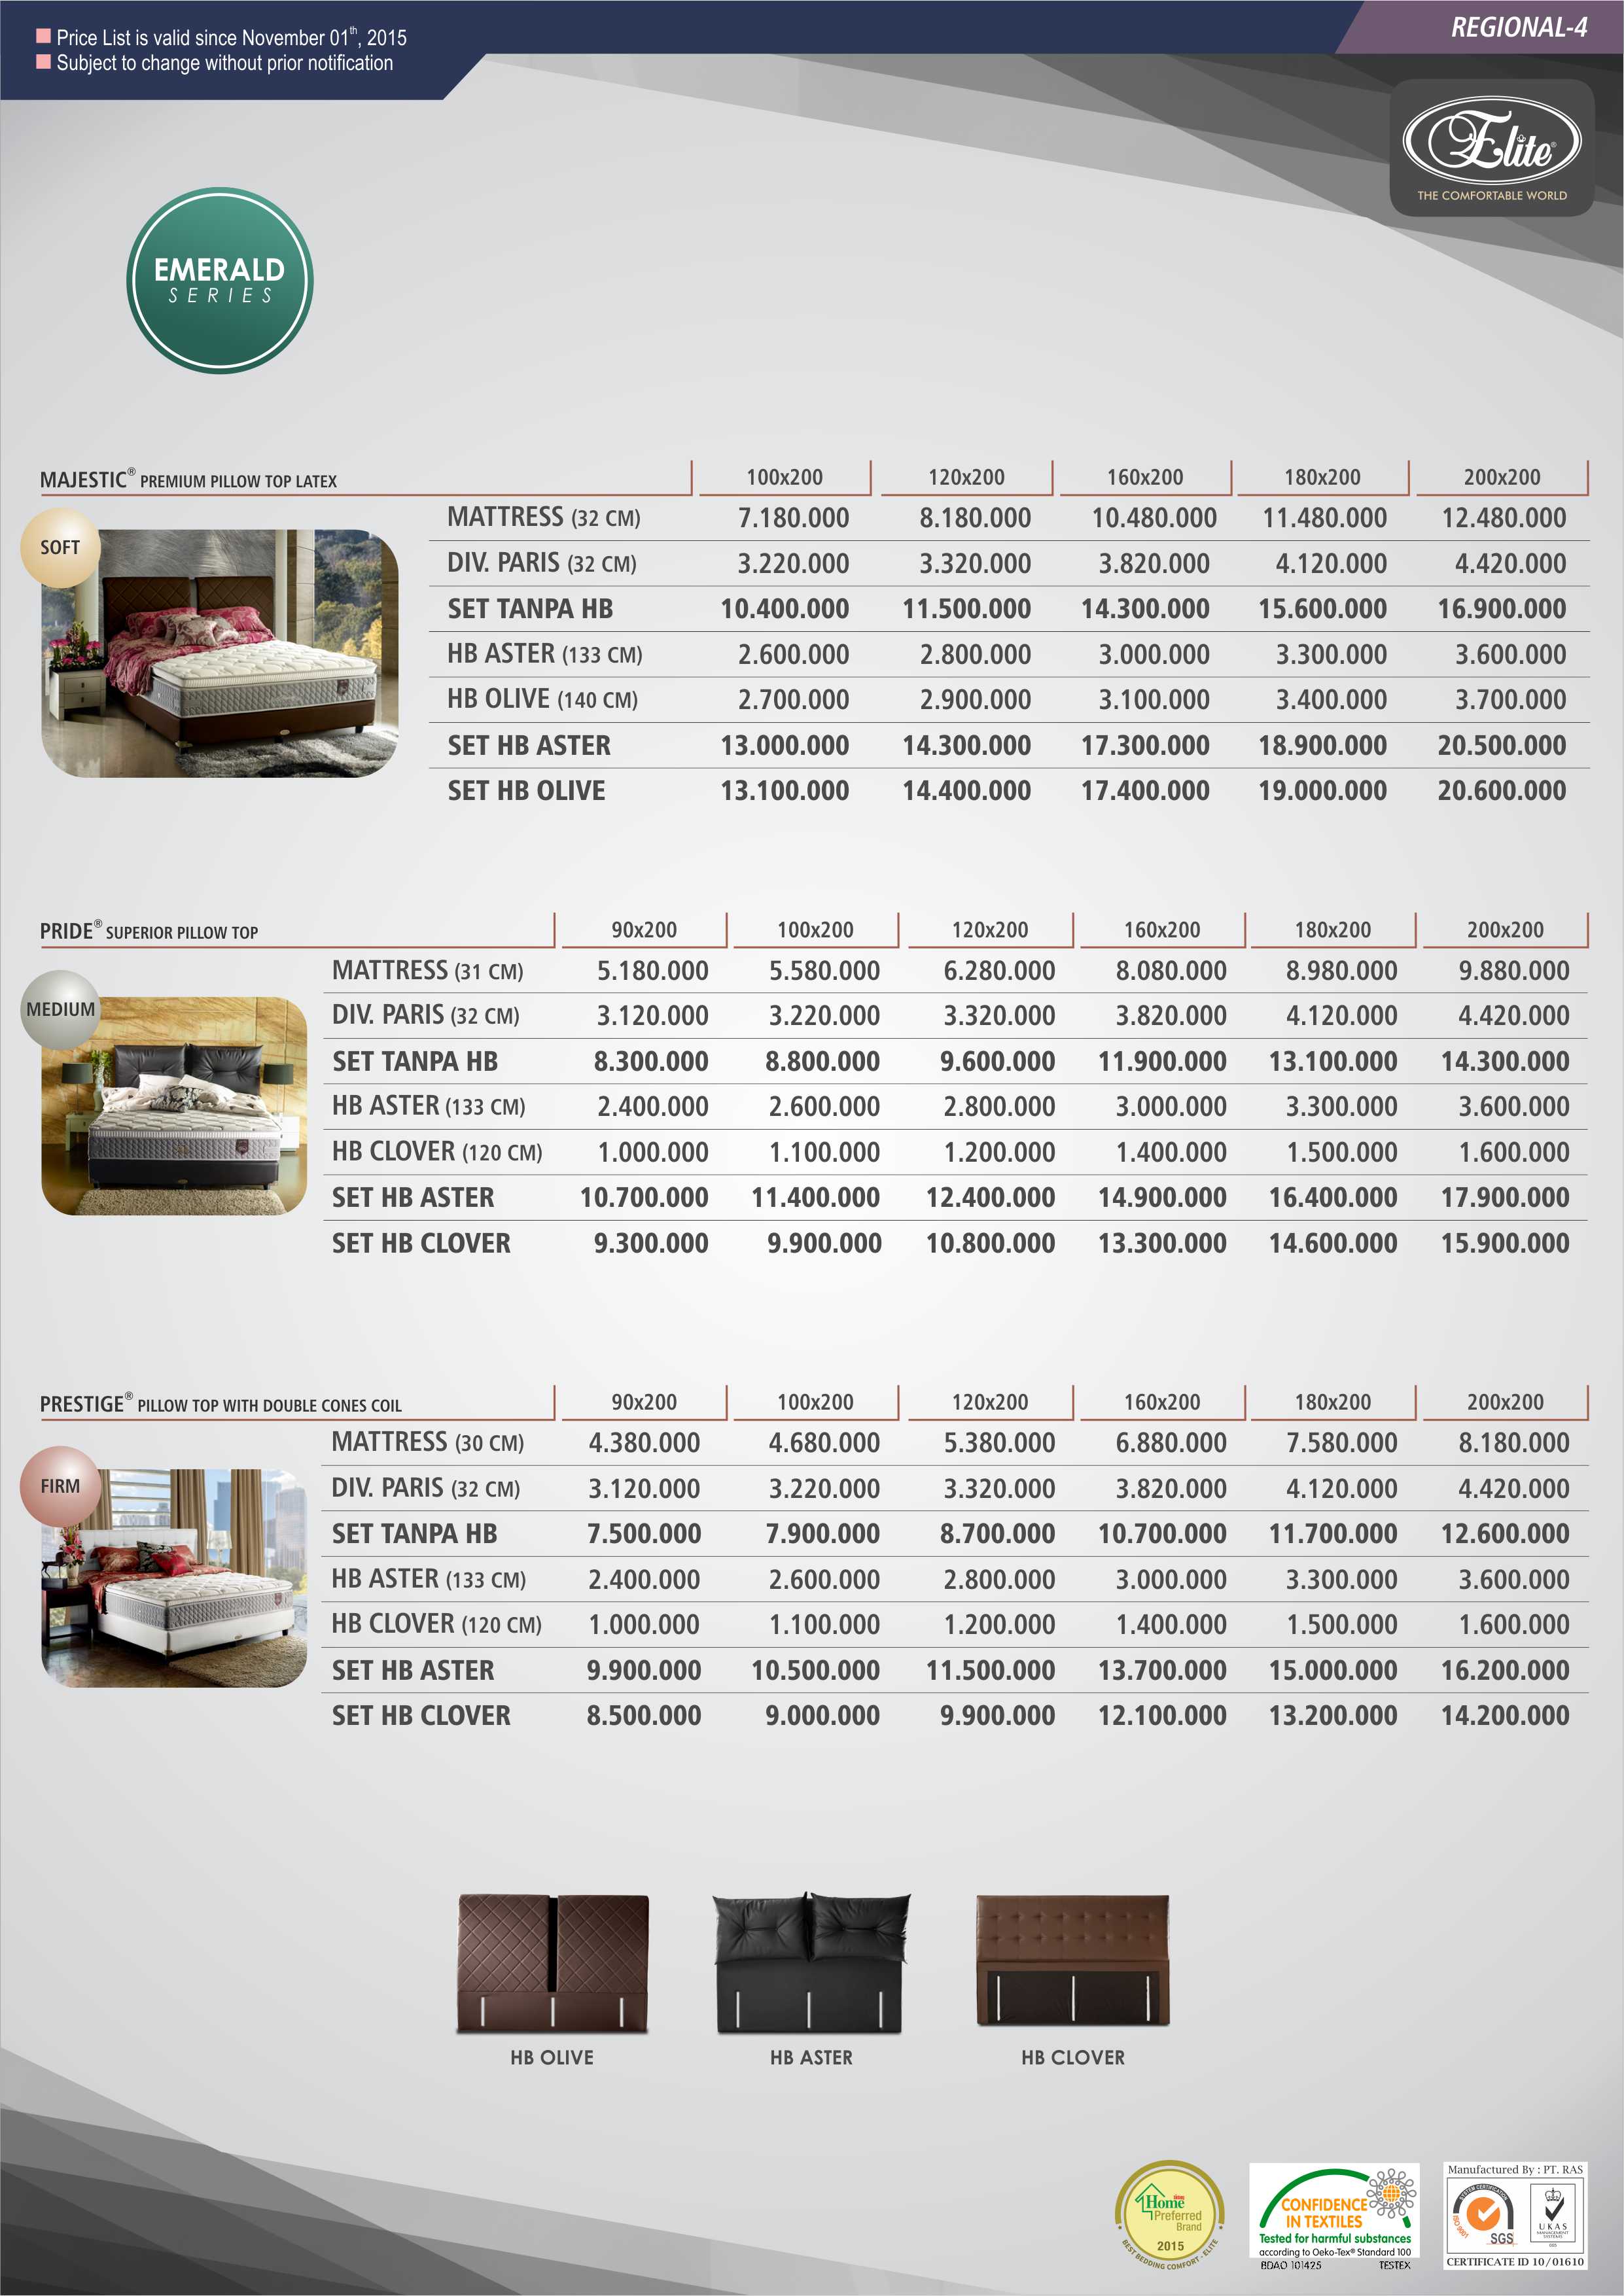 Price List is valid since November 01th, 2015
Subject to change without prior notification
REGIONAL-4
Elite®
THE COMFORTABLE WORLD
EMERALD
SERIES
MAJESTIC® PREMIUM PILLOW TOP LATEX 100x200 120x200 160x200 180x200 200x200
SOFT
MATTRESS (32 CM) 7.180.000 8.180.000 10.480.000 11.480.000 12.480.000
DIV. PARIS (32 CM) 3.220.000 3.320.000 3.820.000 4.120.000 4.420.000
SET TANPA HB 10.400.000 11.500.000 14.300.000 15.600.000 16.900.000
HB ASTER (133 CM) 2.600.000 2.800.000 3.000.000 3.300.000 3.600.000
HB OLIVE (140 CM) 2.700.000 2.900.000 3.100.000 3.400.000 3.700.000
SET HB ASTER 13.000.000 14.300.000 17.300.000 18.900.000 20.500.000
SET HB OLIVE 13.100.000 14.400.000 17.400.000 19.000.000 20.600.000
PRIDE® SUPERIOR PILLOW TOP 90x200 100x200 120x200 160x200 180x200 200x200
MEDIUM
MATTRESS (31 CM) 5.180.000 5.580.000 6.280.000 8.080.000 8.980.000 9.880.000
DIV. PARIS (32 CM) 3.120.000 3.220.000 3.320.000 3.820.000 4.120.000 4.420.000
SET TANPA HB 8.300.000 8.800.000 9.600.000 11.900.000 13.100.000 14.300.000
HB ASTER (133 CM) 2.400.000 2.600.000 2.800.000 3.000.000 3.300.000 3.600.000
HB CLOVER (120 CM) 1.000.000 1.100.000 1.200.000 1.400.000 1.500.000 1.600.000
SET HB ASTER 10.700.000 11.400.000 12.400.000 14.900.000 16.400.000 17.900.000
SET HB CLOVER 9.300.000 9.900.000 10.800.000 13.300.000 14.600.000 15.900.000
PRESTIGE® PILLOW TOP WITH DOUBLE CONES COIL 90x200 100x200 120x200 160x200 180x200 200x200
FIRM
MATTRESS (30 CM) 4.380.000 4.680.000 5.380.000 6.880.000 7.580.000 8.180.000
DIV. PARIS (32 CM) 3.120.000 3.220.000 3.320.000 3.820.000 4.120.000 4.420.000
SET TANPA HB 7.500.000 7.900.000 8.700.000 10.700.000 11.700.000 12.600.000
HB ASTER (133 CM) 2.400.000 2.600.000 2.800.000 3.000.000 3.300.000 3.600.000
HB CLOVER (120 CM) 1.000.000 1.100.000 1.200.000 1.400.000 1.500.000 1.600.000
SET HB ASTER 9.900.000 10.500.000 11.500.000 13.700.000 15.000.000 16.200.000
SET HB CLOVER 8.500.000 9.000.000 9.900.000 12.100.000 13.200.000 14.200.000
HB OLIVE HB ASTER HB CLOVER
Home
Preferred
Brand
2015
BEST BEDDING COMFORT - ELITE
CONFIDENCE
IN TEXTILES
Tested for harmful substances
according to Oeko-Tex® Standard 100
BDAO 101425 TESTEX
Manufactured By : PT. RAS
SYSTEM CERTIFICATION
ISO 9001
SGS
UKAS
MANAGEMENT
SYSTEMS
CERTIFICATE ID 10/01610